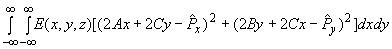 ∫_{-∞}^{∞} ∫_{-∞}^{∞} E(x, y, z)[(2Ax + 2Cy − P̂_x)² + (2By + 2Cx − P̂_y)²]dxdy